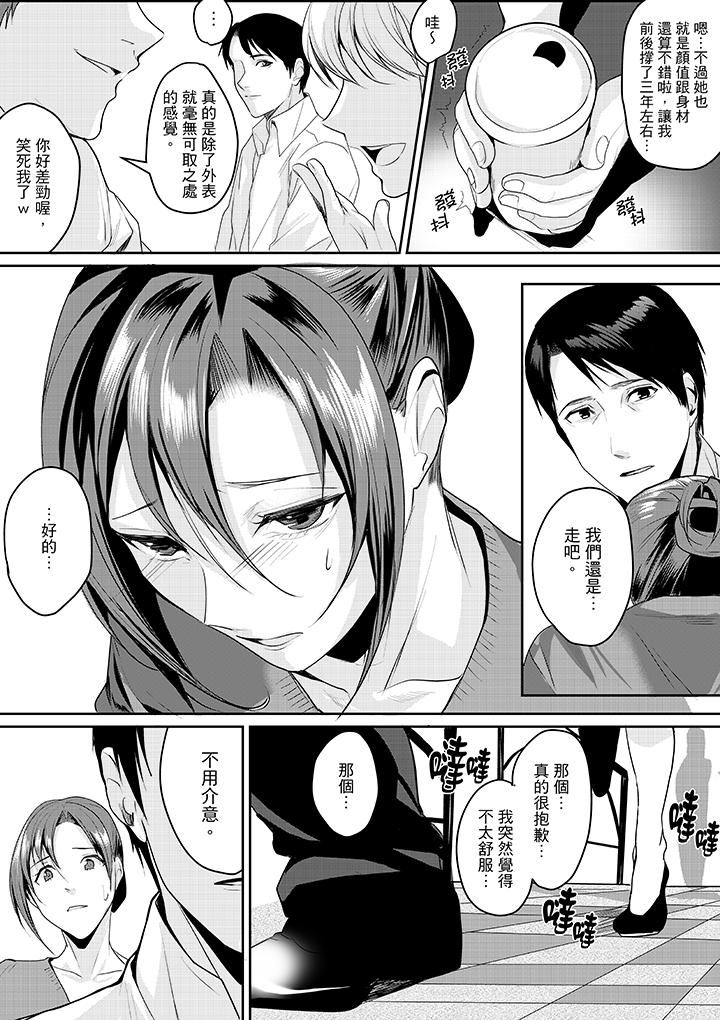 嗯…不過她也
就是顏值跟身材
還算不錯啦，讓我
前後撐了三年左右…
發抖
發抖
發抖
哇～
真的是除了外表
就毫無可取之處
的感覺。
…
你好差勁喔，
笑死我了w
我們還是…
走吧。
…好的…
那個…
真的很抱歉…
我突然覺得
不太舒服…
噠噠
噠噠
噠噠
那個…
不用介意。